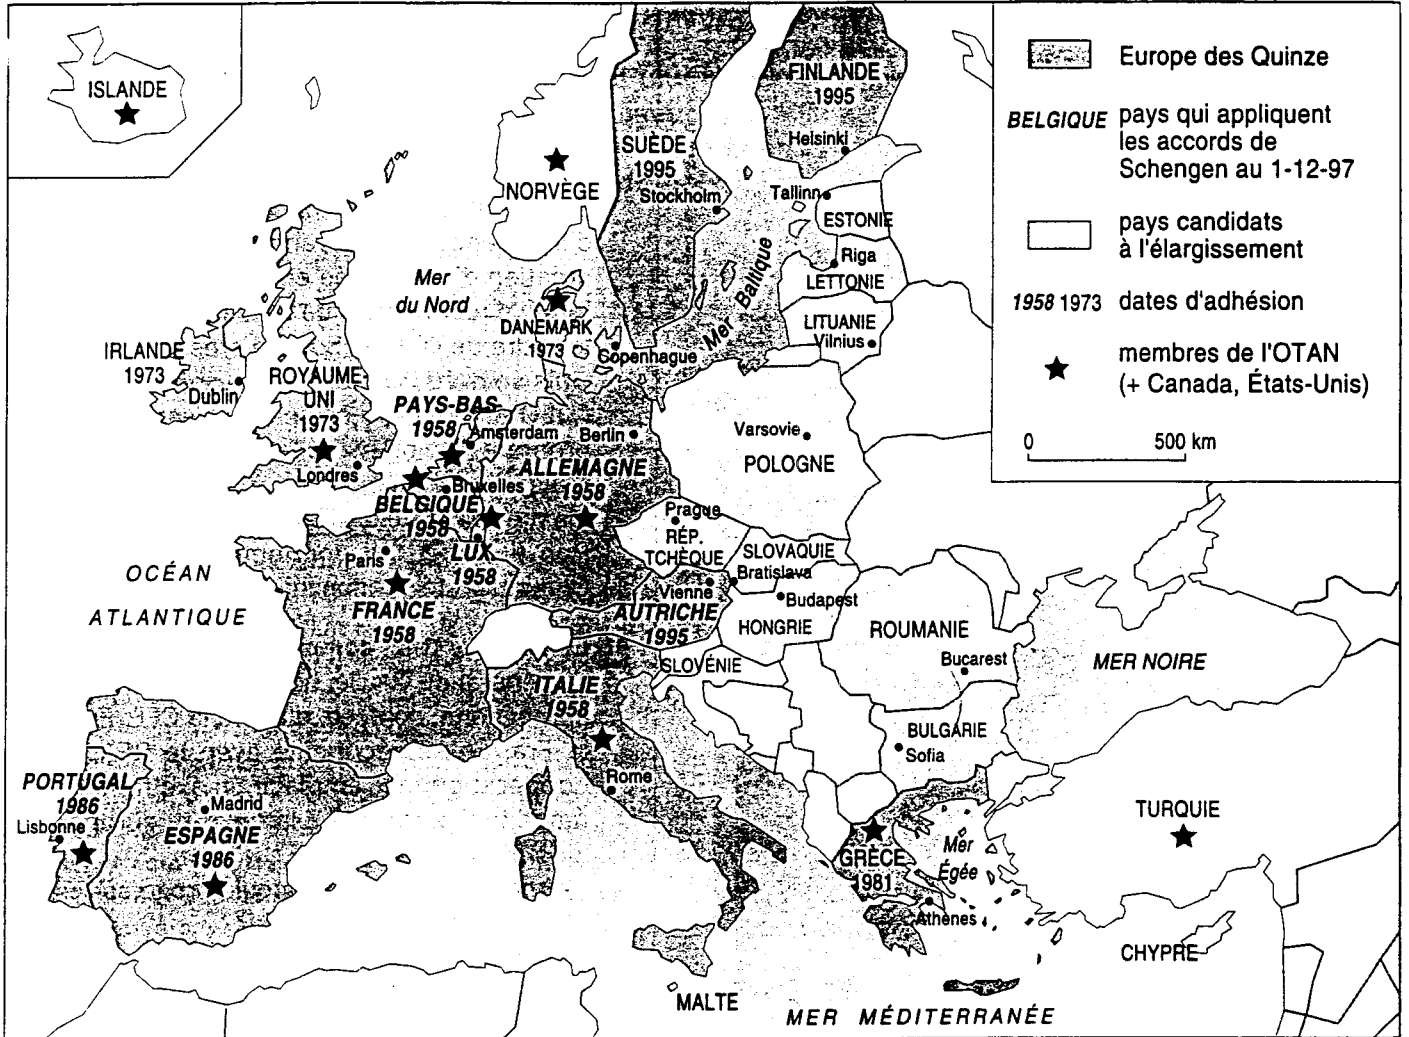 ISLANDE
FINLANDE
1995
Helsinki
SUÈDE
1995
Stockholm
NORVÈGE
Tallinn
ESTONIE
Riga
LETTONIE
LITUANIE
Vilnius
Mer
du Nord
Mer Baltique
DANEMARK
1973
Copenhague
IRLANDE
1973
Dublin
ROYAUME
UNI
1973
Londres
PAYS-BAS
1958
Amsterdam
Berlin
ALLEMAGNE
1958
Varsovie
POLOGNE
Bruxelles
BELGIQUE
1958
LUX
1958
Paris
FRANCE
1958
Prague
RÉP.
TCHÈQUE
SLOVAQUIE
Bratislava
Vienne
AUTRICHE
1995
Budapest
HONGRIE
SLOVÉNIE
ROUMANIE
Bucarest
BULGARIE
Sofia
MER NOIRE
OCÉAN
ATLANTIQUE
ITALIE
1958
Rome
PORTUGAL
1986
Lisbonne
Madrid
ESPAGNE
1986
GRÈCE
1981
Athènes
Mer
Égée
TURQUIE
CHYPRE
MALTE
MER MÉDITERRANÉE
Europe des Quinze
BELGIQUE pays qui appliquent
les accords de
Schengen au 1-12-97
pays candidats
à l'élargissement
1958 1973 dates d'adhésion
membres de l'OTAN
(+ Canada, États-Unis)
0 500 km